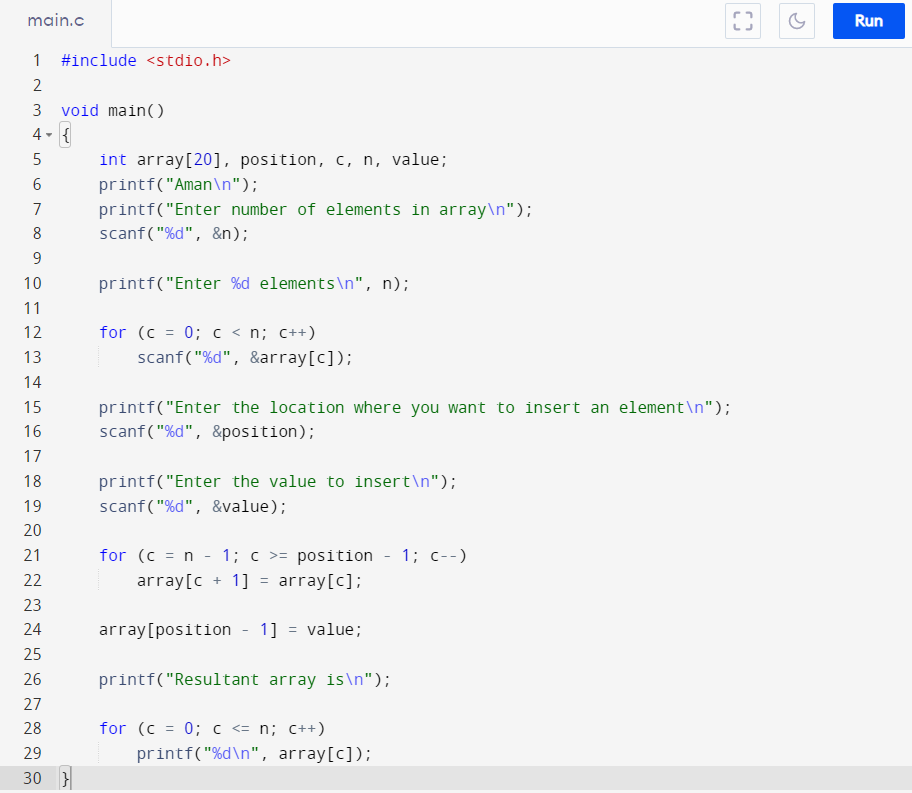 main.c
Run
1 #include <stdio.h>
2
3 void main()
4 {
5     int array[20], position, c, n, value;
6     printf("Aman\n");
7     printf("Enter number of elements in array\n");
8     scanf("%d", &n);
9
10     printf("Enter %d elements\n", n);
11
12     for (c = 0; c < n; c++)
13         scanf("%d", &array[c]);
14
15     printf("Enter the location where you want to insert an element\n");
16     scanf("%d", &position);
17
18     printf("Enter the value to insert\n");
19     scanf("%d", &value);
20
21     for (c = n - 1; c >= position - 1; c--)
22         array[c + 1] = array[c];
23
24     array[position - 1] = value;
25
26     printf("Resultant array is\n");
27
28     for (c = 0; c <= n; c++)
29         printf("%d\n", array[c]);
30 }